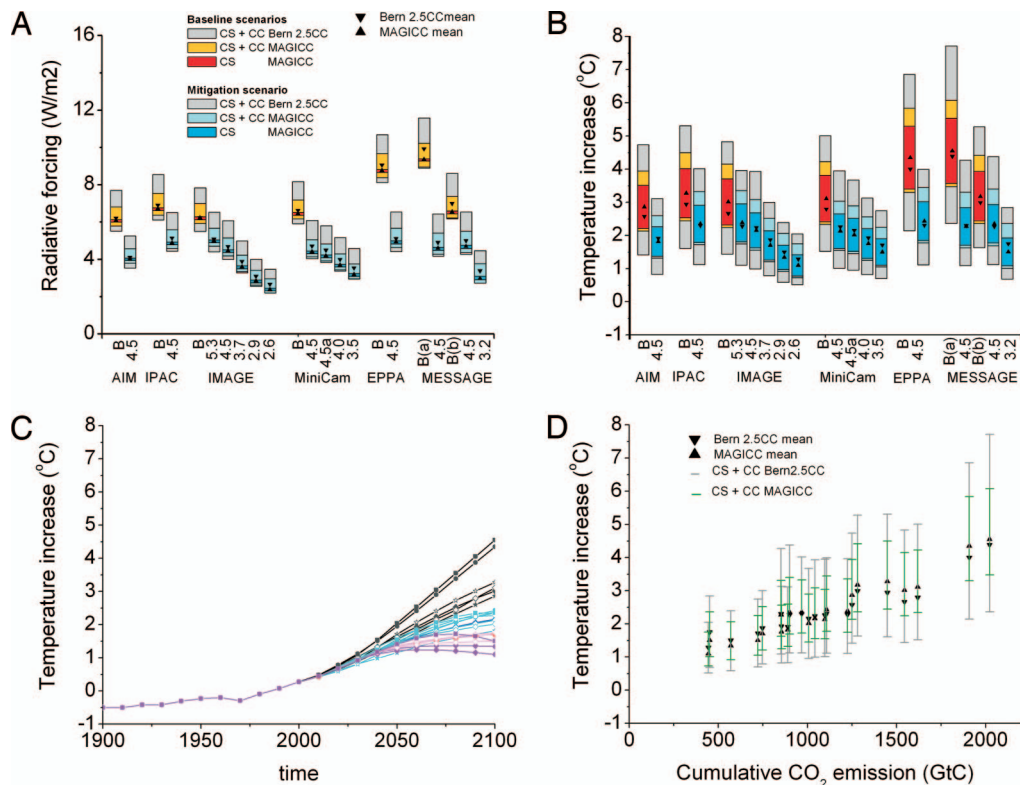 A
Radiative forcing (W/m2)
16
12
8
4
0
Baseline scenarios
CS + CC Bern 2.5CC
CS + CC MAGICC
CS MAGICC
Mitigation scenario
CS + CC Bern 2.5CC
CS + CC MAGICC
CS MAGICC
Bern 2.5CCmean
MAGICC mean
B 4.5 B 4.5 B 5.3 4.5 3.7 2.9 2.6 B 4.5 4.5a 4.0 3.5 B 4.5 B(a) 4.5 B(b) 4.5 3.2
AIM IPAC IMAGE MiniCam EPPA MESSAGE
B
Temperature increase (°C)
8
7
6
5
4
3
2
1
0
-1
B 4.5 B 4.5 B 5.3 4.5 3.7 2.9 2.6 B 4.5 4.5a 4.0 3.5 B 4.5 B(a) 4.5 B(b) 4.5 3.2
AIM IPAC IMAGE MiniCam EPPA MESSAGE
C
Temperature increase (°C)
8
7
6
5
4
3
2
1
0
-1
1900 1950 2000 2050 2100
time
D
Temperature increase (°C)
8
7
6
5
4
3
2
1
0
-1
Bern 2.5CC mean
MAGICC mean
CS + CC Bern2.5CC
CS + CC MAGICC
0 500 1000 1500 2000
Cumulative CO2 emission (GtC)